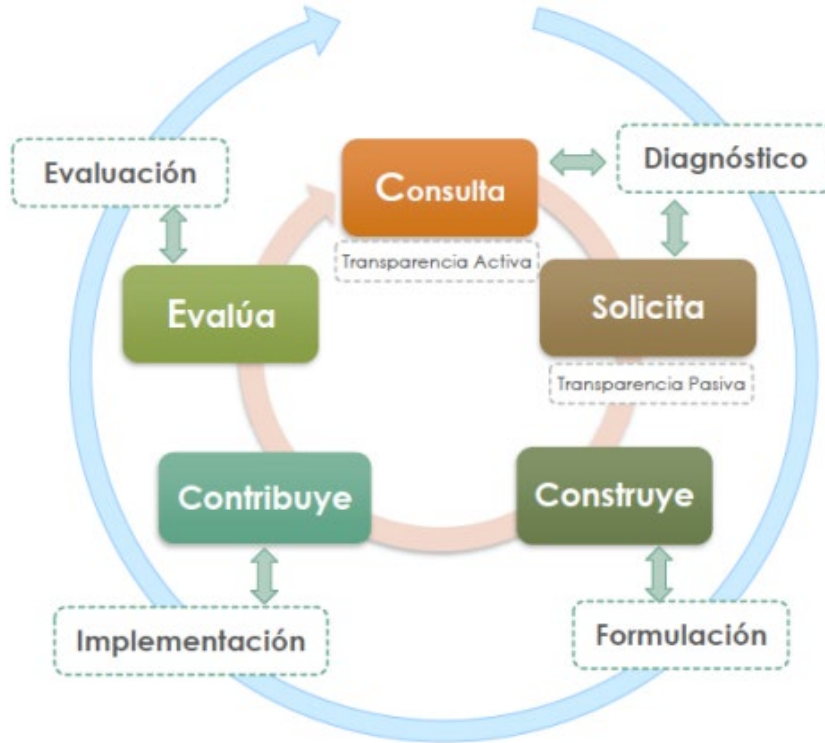 Evaluación
Consulta
Diagnóstico
Transparencia Activa
Evalúa
Solicita
Transparencia Pasiva
Contribuye
Construye
Implementación
Formulación